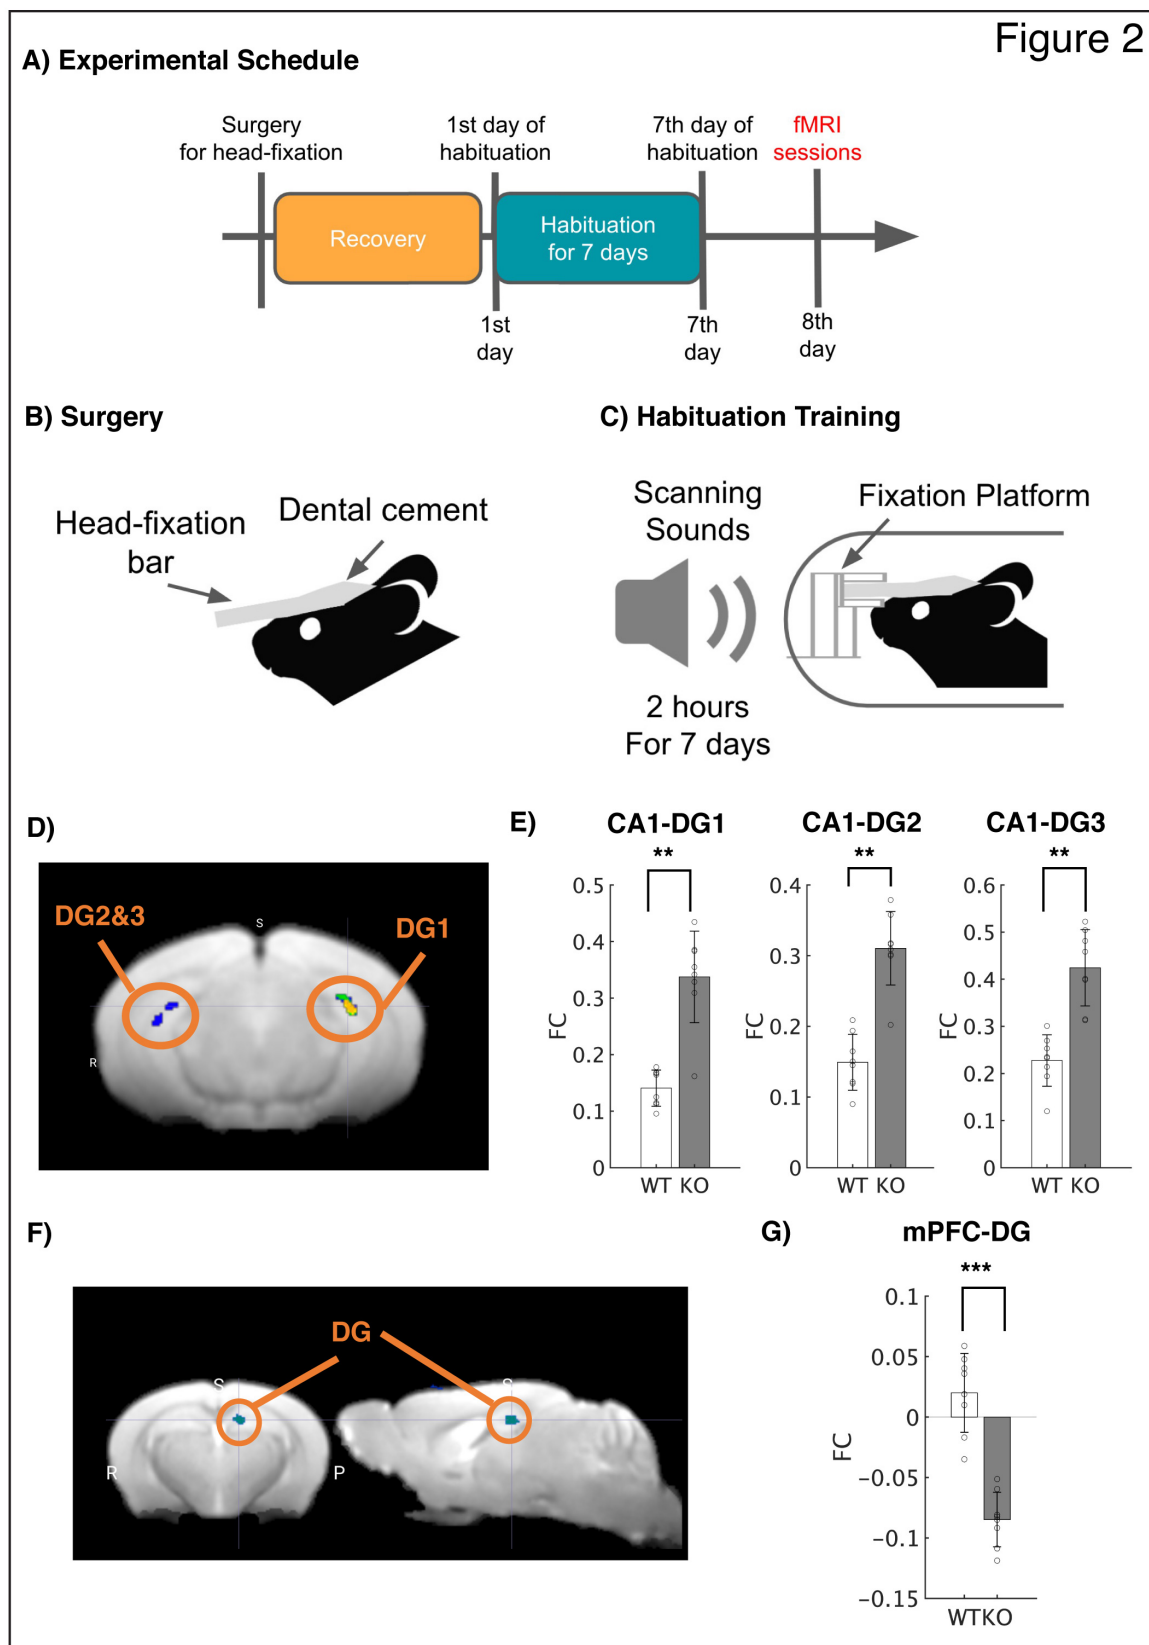 Figure 2
A) Experimental Schedule
Surgery
for head-fixation
1st day of
habituation
7th day of
habituation
fMRI
sessions
Recovery
Habituation
for 7 days
1st
day
7th
day
8th
day
B) Surgery
C) Habituation Training
Head-fixation
bar
Dental cement
Scanning
Sounds
Fixation Platform
2 hours
For 7 days
D)
DG2&3
DG1
S
R
E)
CA1-DG1
**
FC
0.5
0.4
0.3
0.2
0.1
0
WT KO
CA1-DG2
**
FC
0.4
0.3
0.2
0.1
0
WT KO
CA1-DG3
**
FC
0.6
0.5
0.4
0.3
0.2
0.1
0
WT KO
F)
DG
S
S
R
P
G)
mPFC-DG
***
FC
0.1
0.05
0
−0.05
−0.1
−0.15
WTKO